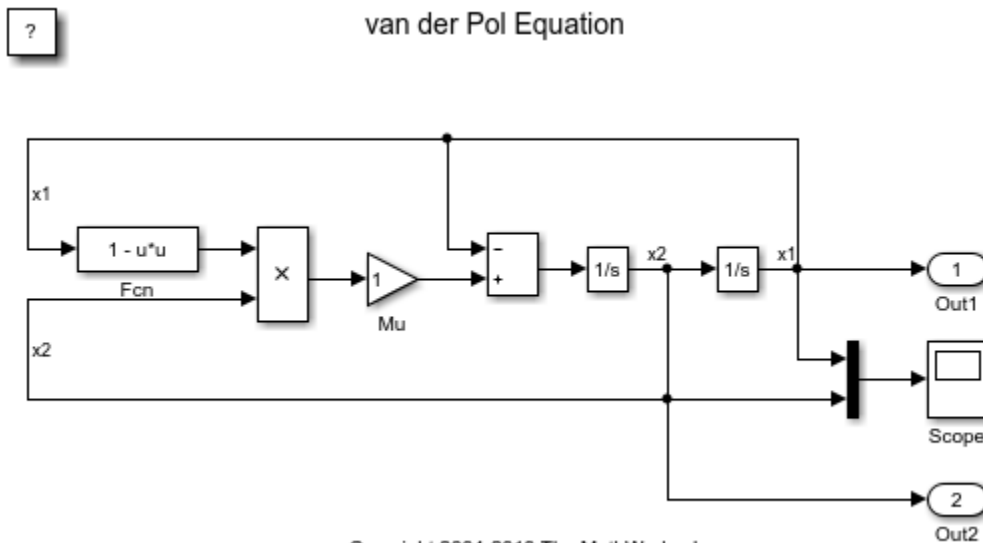 ?
van der Pol Equation
x1
1 - u*u
Fcn
×
1
Mu
−
+
1/s
x2
1/s
x1
1
Out1
x2
Scope
2
Out2